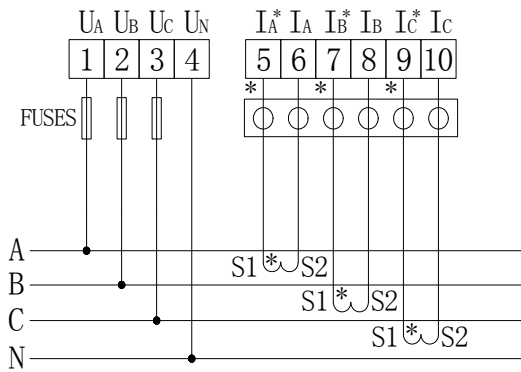 UA UB UC UN IA* IA IB* IB IC* IC
1 2 3 4 5 6 7 8 9 10
* * *
FUSES
A
S1 * S2
B
S1 * S2
C
S1 * S2
N